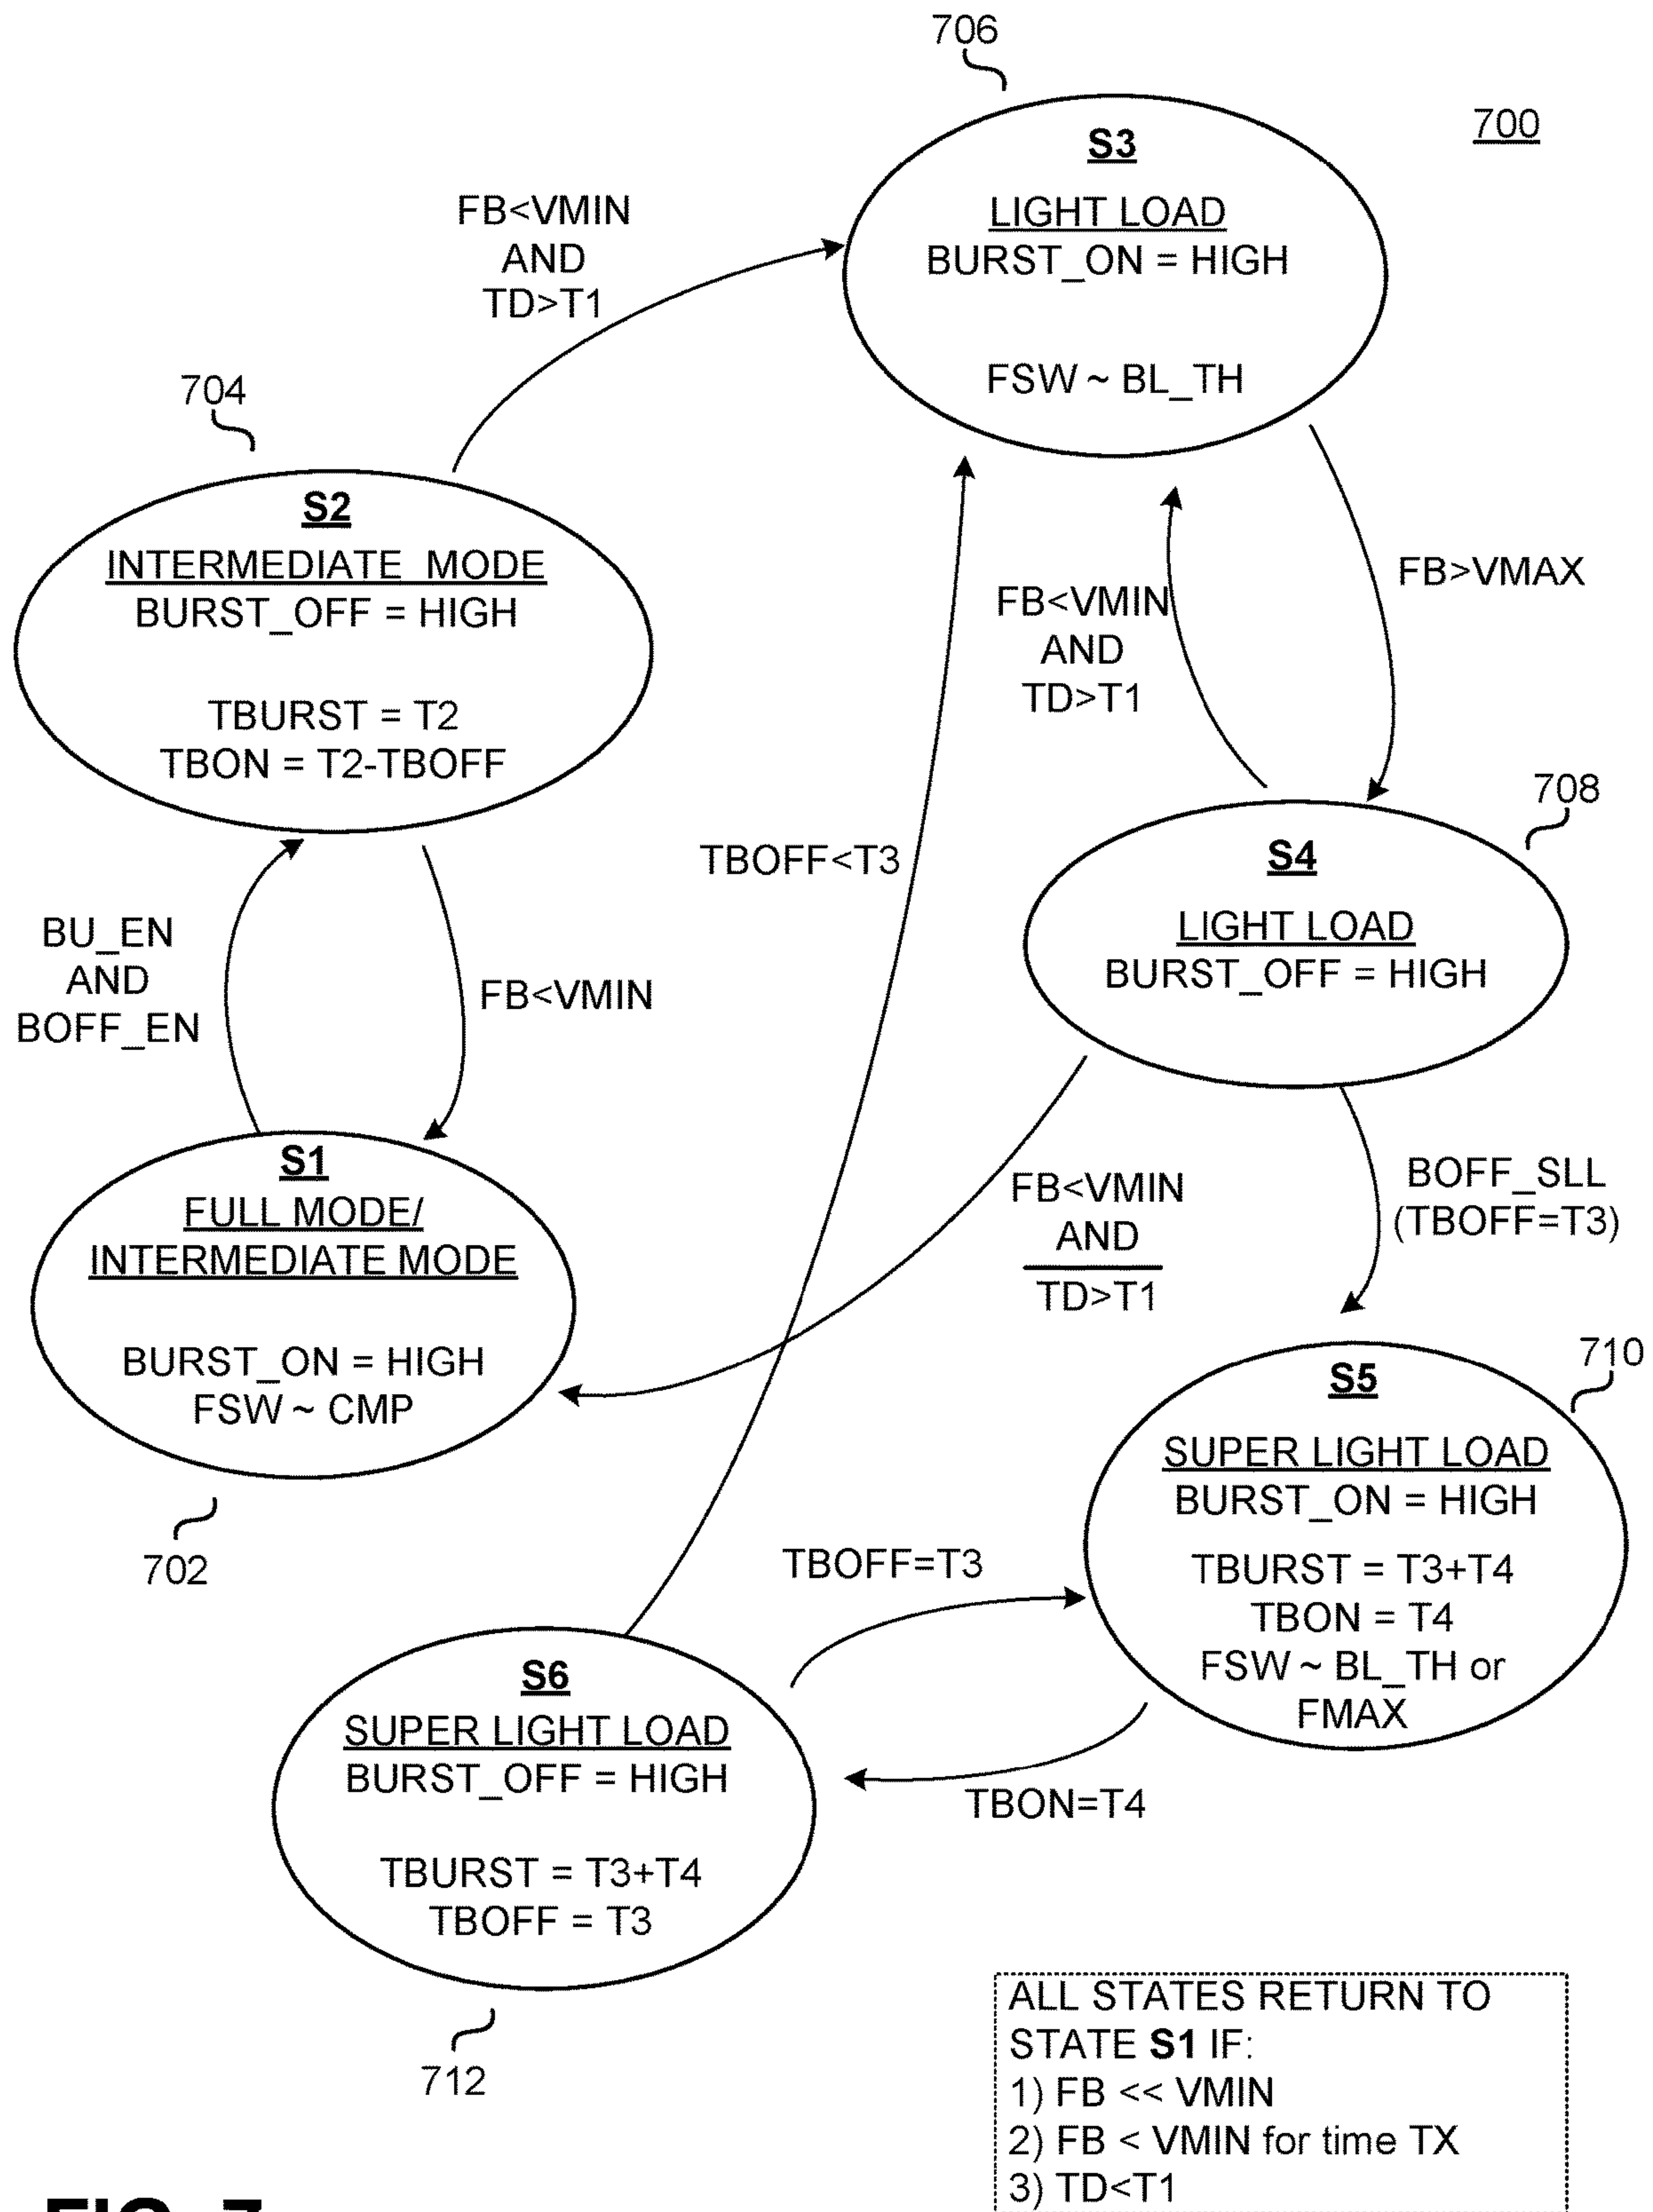 706
700
S3
LIGHT LOAD
BURST_ON = HIGH
FSW ~ BL_TH
FB<VMIN
AND
TD>T1
704
S2
INTERMEDIATE MODE
BURST_OFF = HIGH
TBURST = T2
TBON = T2-TBOFF
FB>VMAX
FB<VMIN
AND
TD>T1
708
S4
LIGHT LOAD
BURST_OFF = HIGH
TBOFF<T3
BU_EN
AND
BOFF_EN
FB<VMIN
S1
FULL MODE/
INTERMEDIATE MODE
BURST_ON = HIGH
FSW ~ CMP
702
FB<VMIN
AND
TD>T1
BOFF_SLL
(TBOFF=T3)
710
S5
SUPER LIGHT LOAD
BURST_ON = HIGH
TBURST = T3+T4
TBON = T4
FSW ~ BL_TH or
FMAX
TBOFF=T3
TBON=T4
S6
SUPER LIGHT LOAD
BURST_OFF = HIGH
TBURST = T3+T4
TBOFF = T3
712
ALL STATES RETURN TO
STATE S1 IF:
1) FB << VMIN
2) FB < VMIN for time TX
3) TD<T1